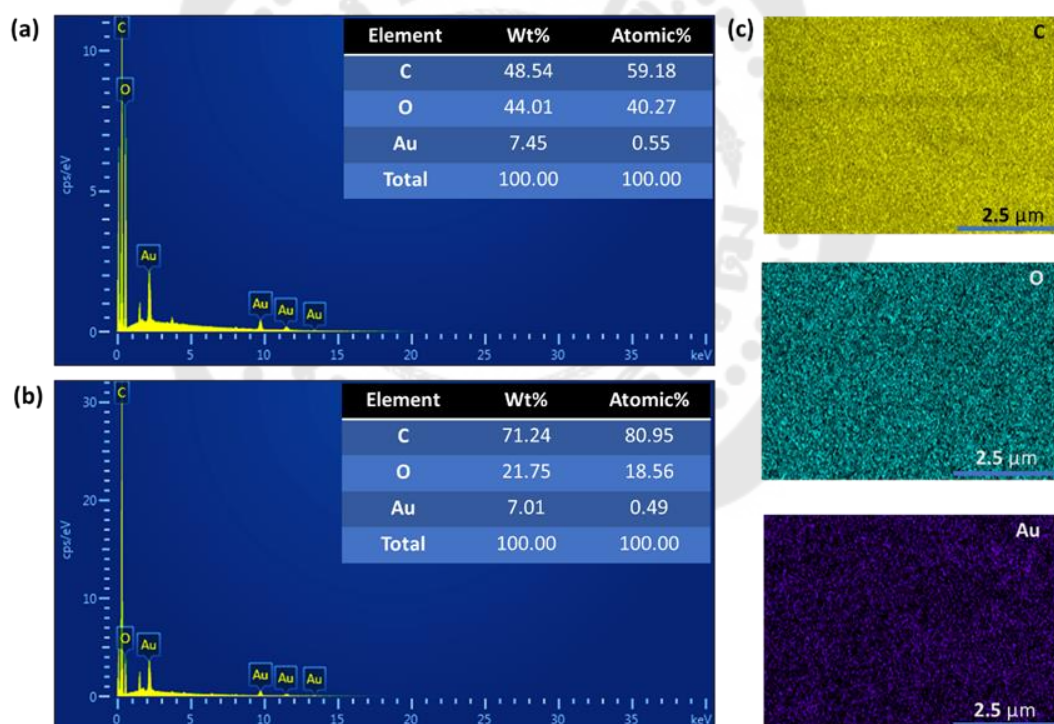 (a)
cps/eV
10
5
0
C
O
Au
Au
Au
Au
0 5 10 15 20 25 30 35 keV
Element Wt% Atomic%
C 48.54 59.18
O 44.01 40.27
Au 7.45 0.55
Total 100.00 100.00
(b)
cps/eV
30
20
10
0
C
O
Au
Au
Au
Au
0 5 10 15 20 25 30 35 keV
Element Wt% Atomic%
C 71.24 80.95
O 21.75 18.56
Au 7.01 0.49
Total 100.00 100.00
(c)
C
2.5 μm
O
2.5 μm
Au
2.5 μm